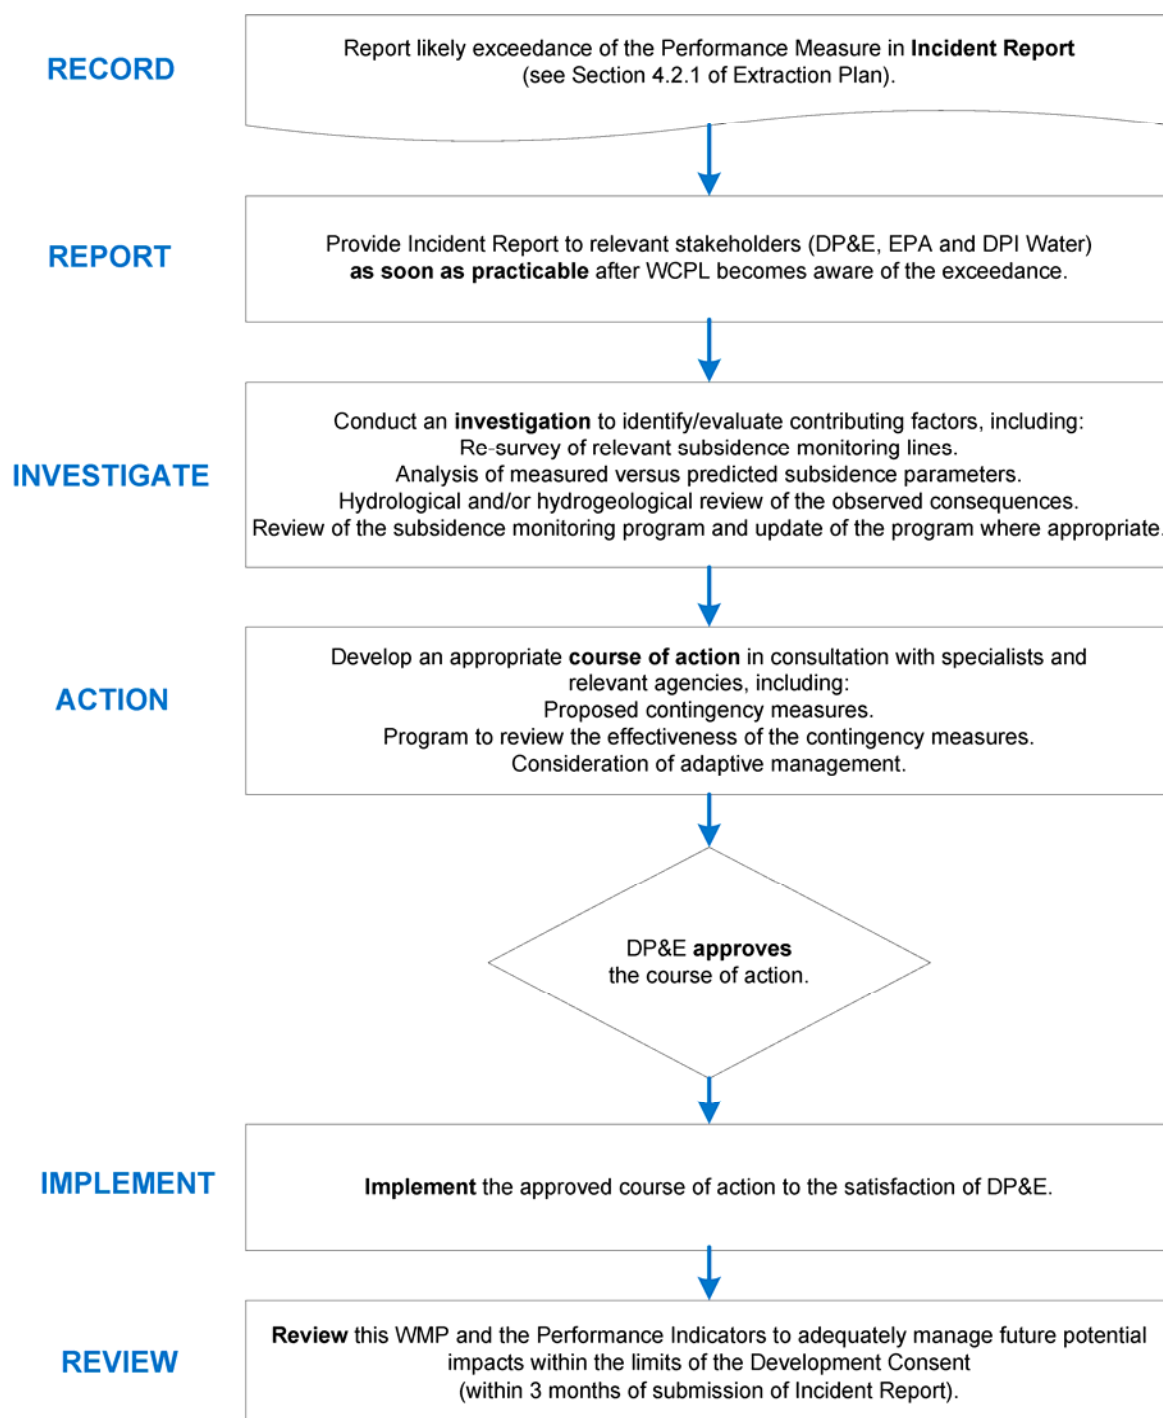 RECORD
Report likely exceedance of the Performance Measure in Incident Report
(see Section 4.2.1 of Extraction Plan).
REPORT
Provide Incident Report to relevant stakeholders (DP&E, EPA and DPI Water)
as soon as practicable after WCPL becomes aware of the exceedance.
INVESTIGATE
Conduct an investigation to identify/evaluate contributing factors, including:
Re-survey of relevant subsidence monitoring lines.
Analysis of measured versus predicted subsidence parameters.
Hydrological and/or hydrogeological review of the observed consequences.
Review of the subsidence monitoring program and update of the program where appropriate.
ACTION
Develop an appropriate course of action in consultation with specialists and
relevant agencies, including:
Proposed contingency measures.
Program to review the effectiveness of the contingency measures.
Consideration of adaptive management.
DP&E approves
the course of action.
IMPLEMENT
Implement the approved course of action to the satisfaction of DP&E.
REVIEW
Review this WMP and the Performance Indicators to adequately manage future potential
impacts within the limits of the Development Consent
(within 3 months of submission of Incident Report).